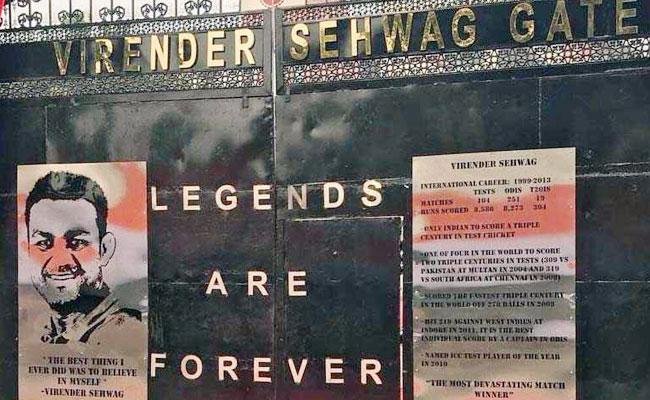 VIRENDER SEHWAG GATE
LEGENDS
ARE
FOREVER
" THE BEST THING I
EVER DID WAS TO BELIEVE
IN MYSELF "
-VIRENDER SEHWAG
VIRENDER SEHWAG
INTERNATIONAL CAREER: 1999-2013
TESTS ODIS T20IS
MATCHES 104 251 19
RUNS SCORED 8,586 8,273 394
- ONLY INDIAN TO SCORE A TRIPLE
CENTURY IN TEST CRICKET
-ONE OF FOUR IN THE WORLD TO SCORE
TWO TRIPLE CENTURIES IN TESTS (309 VS
PAKISTAN AT MULTAN IN 2004 AND 319
VS SOUTH AFRICA AT CHENNAI IN 2008)
- SCORED THE FASTEST TRIPLE CENTURY
IN THE WORLD OFF 278 BALLS IN 2008
- HIT 219 AGAINST WEST INDIES AT
INDORE IN 2011, IT IS THE BEST
INDIVIDUAL SCORE BY A CAPTAIN IN ODIS
- NAMED ICC TEST PLAYER OF THE YEAR
IN 2010
"THE MOST DEVASTATING MATCH
WINNER"